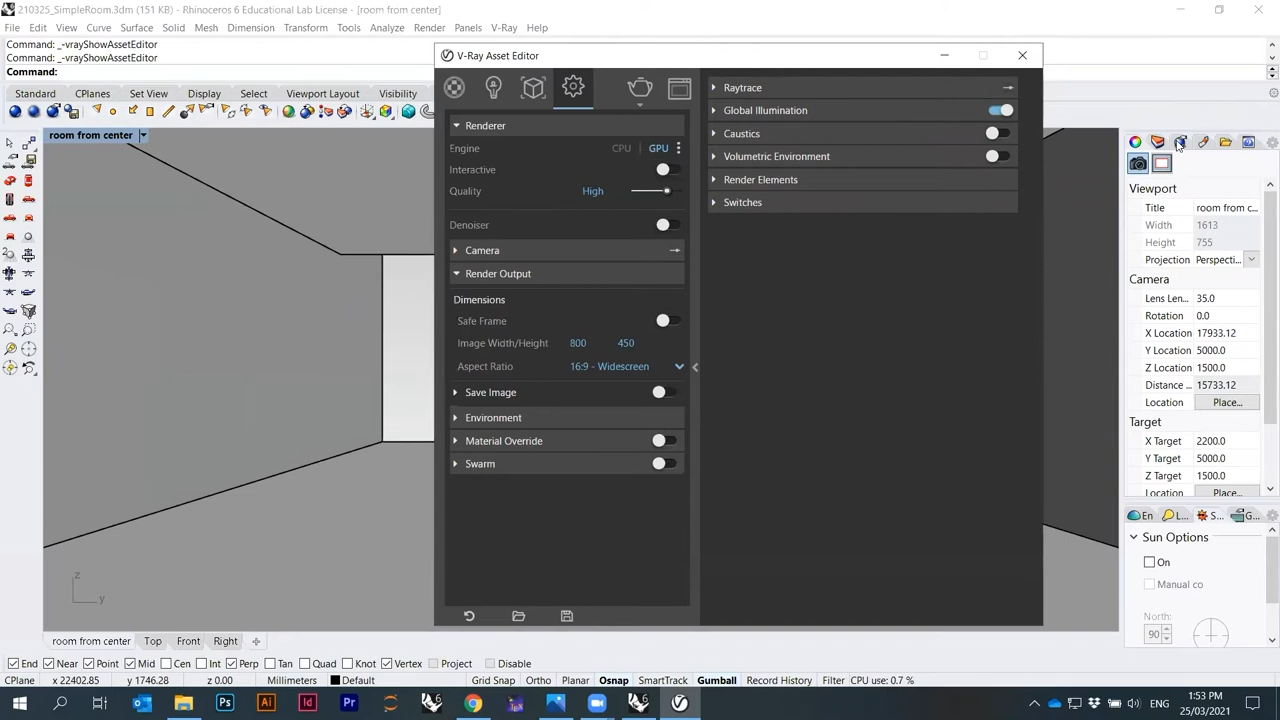 210325_SimpleRoom.3dm (151 KB) - Rhinoceros 6 Educational Lab License - [room from center]
File Edit View Curve Surface Solid Mesh Dimension Transform Tools Analyze Render Panels V-Ray Help
Command: _-vrayShowAssetEditor
Command: _-vrayShowAssetEditor
Command:
Standard CPlanes Set View Display Select Viewport Layout Visibility
room from center
V-Ray Asset Editor
Renderer
Engine CPU GPU
Interactive
Quality High
Denoiser
Camera
Render Output
Dimensions
Safe Frame
Image Width/Height 800 450
Aspect Ratio 16:9 - Widescreen
Save Image
Environment
Material Override
Swarm
Raytrace
Global Illumination
Caustics
Volumetric Environment
Render Elements
Switches
Viewport
Title room from c...
Width 1613
Height 755
Projection Perspecti...
Camera
Lens Len... 35.0
Rotation 0.0
X Location 17933.12
Y Location 5000.0
Z Location 1500.0
Distance ... 15733.12
Location Place...
Target
X Target 2200.0
Y Target 5000.0
Z Target 1500.0
Location Place...
En L... S... G...
Sun Options
On
Manual co
North:
90
z
y
room from center Top Front Right
End Near Point Mid Cen Int Perp Tan Quad Knot Vertex Project Disable
CPlane x 22402.85 y 1746.28 z 0.00 Millimeters Default Grid Snap Ortho Planar Osnap SmartTrack Gumball Record History Filter CPU use: 0.7 %
Ps Ai Id Pr 6 6
1:53 PM
25/03/2021